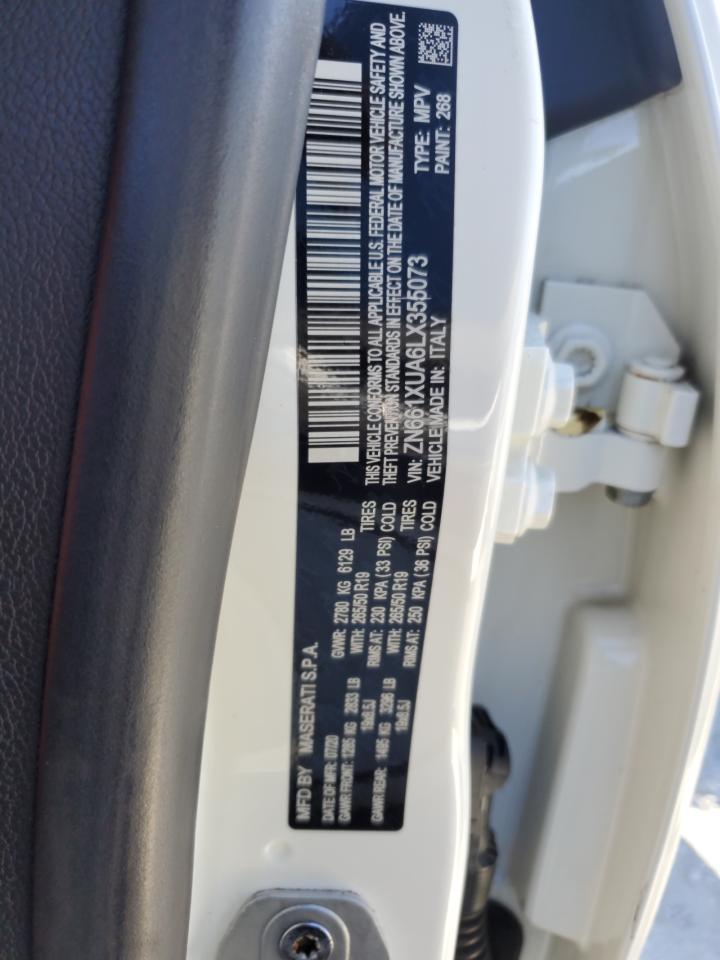 MFD BY MASERATI S.P.A.
DATE OF MFR: 07/20 GVWR: 2780 KG 6129 LB
GAWR FRONT: 1285 KG 2833 LB WITH: 265/50 R19 TIRES
19x8.5J RIMS AT: 230 KPA (33 PSI) COLD
GAWR REAR: 1495 KG 3296 LB WITH: 265/50 R19 TIRES
19x8.5J RIMS AT: 250 KPA (36 PSI) COLD
THIS VEHICLE CONFORMS TO ALL APPLICABLE U.S. FEDERAL MOTOR VEHICLE SAFETY AND
THEFT PREVENTION STANDARDS IN EFFECT ON THE DATE OF MANUFACTURE SHOWN ABOVE.
VIN: ZN661XUA6LX355073 TYPE: MPV
VEHICLE MADE IN: ITALY PAINT: 268